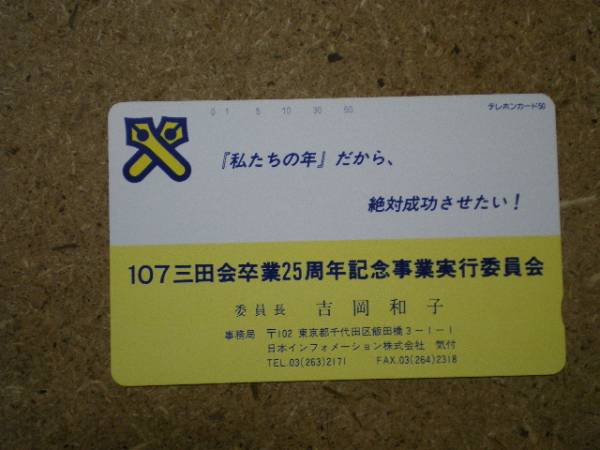 0 1 5 10 30 50
テレホンカード50
『私たちの年』だから、
絶対成功させたい!
107三田会卒業25周年記念事業実行委員会
委員長 吉岡和子
事務局 〒102 東京都千代田区飯田橋3-1-1
日本インフォメーション株式会社 気付
TEL.03(263)2171 FAX.03(264)2318